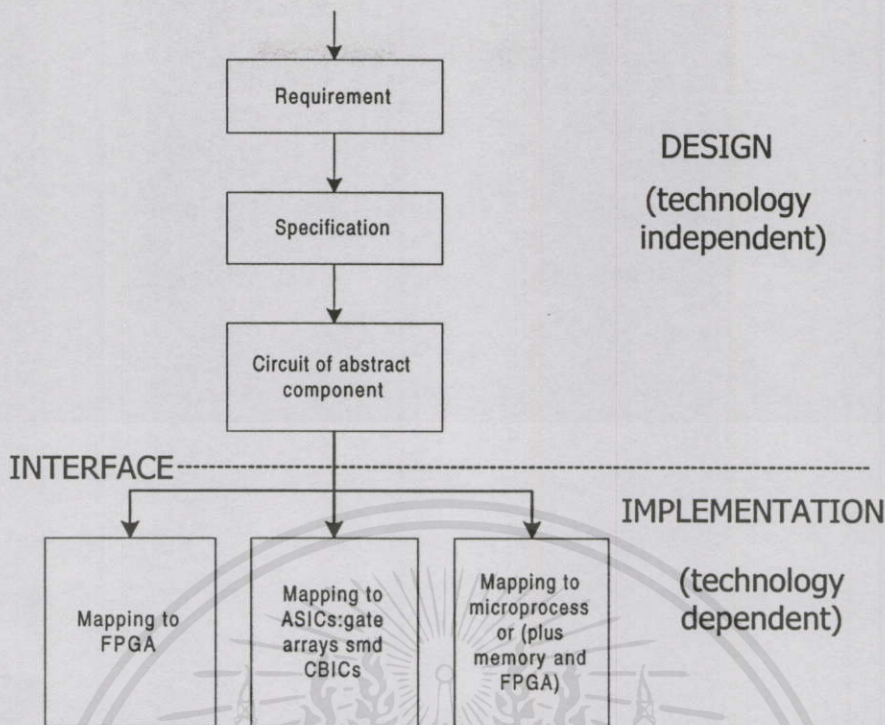 Requirement
DESIGN
(technology
independent)
Specification
Circuit of abstract
component
INTERFACE
IMPLEMENTATION
(technology
dependent)
Mapping to
FPGA
Mapping to
ASICs:gate
arrays smd
CBICs
Mapping to
microprocess
or (plus
memory and
FPGA)